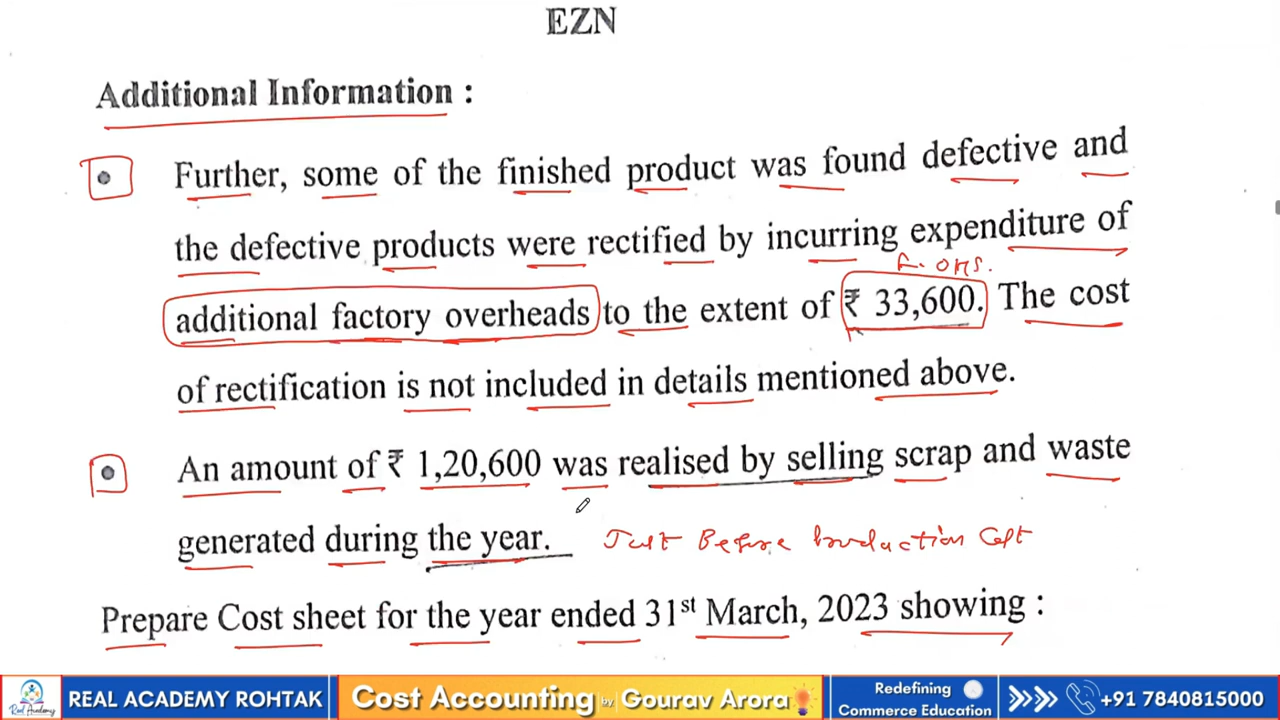 EZN
Additional Information :
Further, some of the finished product was found defective and
the defective products were rectified by incurring expenditure of
F. OHS.
additional factory overheads to the extent of ₹ 33,600. The cost
of rectification is not included in details mentioned above.
An amount of ₹ 1,20,600 was realised by selling scrap and waste
generated during the year. Just Before Production Cost
Prepare Cost sheet for the year ended 31st March, 2023 showing :
Real Academy REAL ACADEMY ROHTAK Cost Accounting by Gourav Arora Redefining Commerce Education +91 7840815000